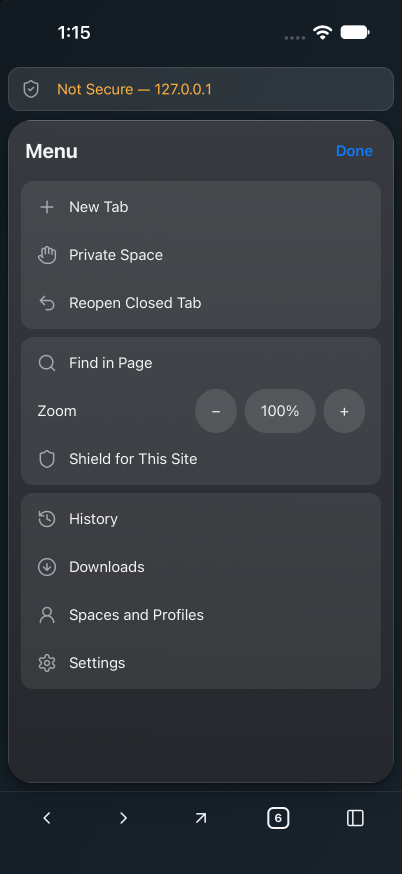 1:15
Not Secure — 127.0.0.1
Menu
Done
New Tab
Private Space
Reopen Closed Tab
Find in Page
Zoom
−
100%
+
Shield for This Site
History
Downloads
Spaces and Profiles
Settings
6